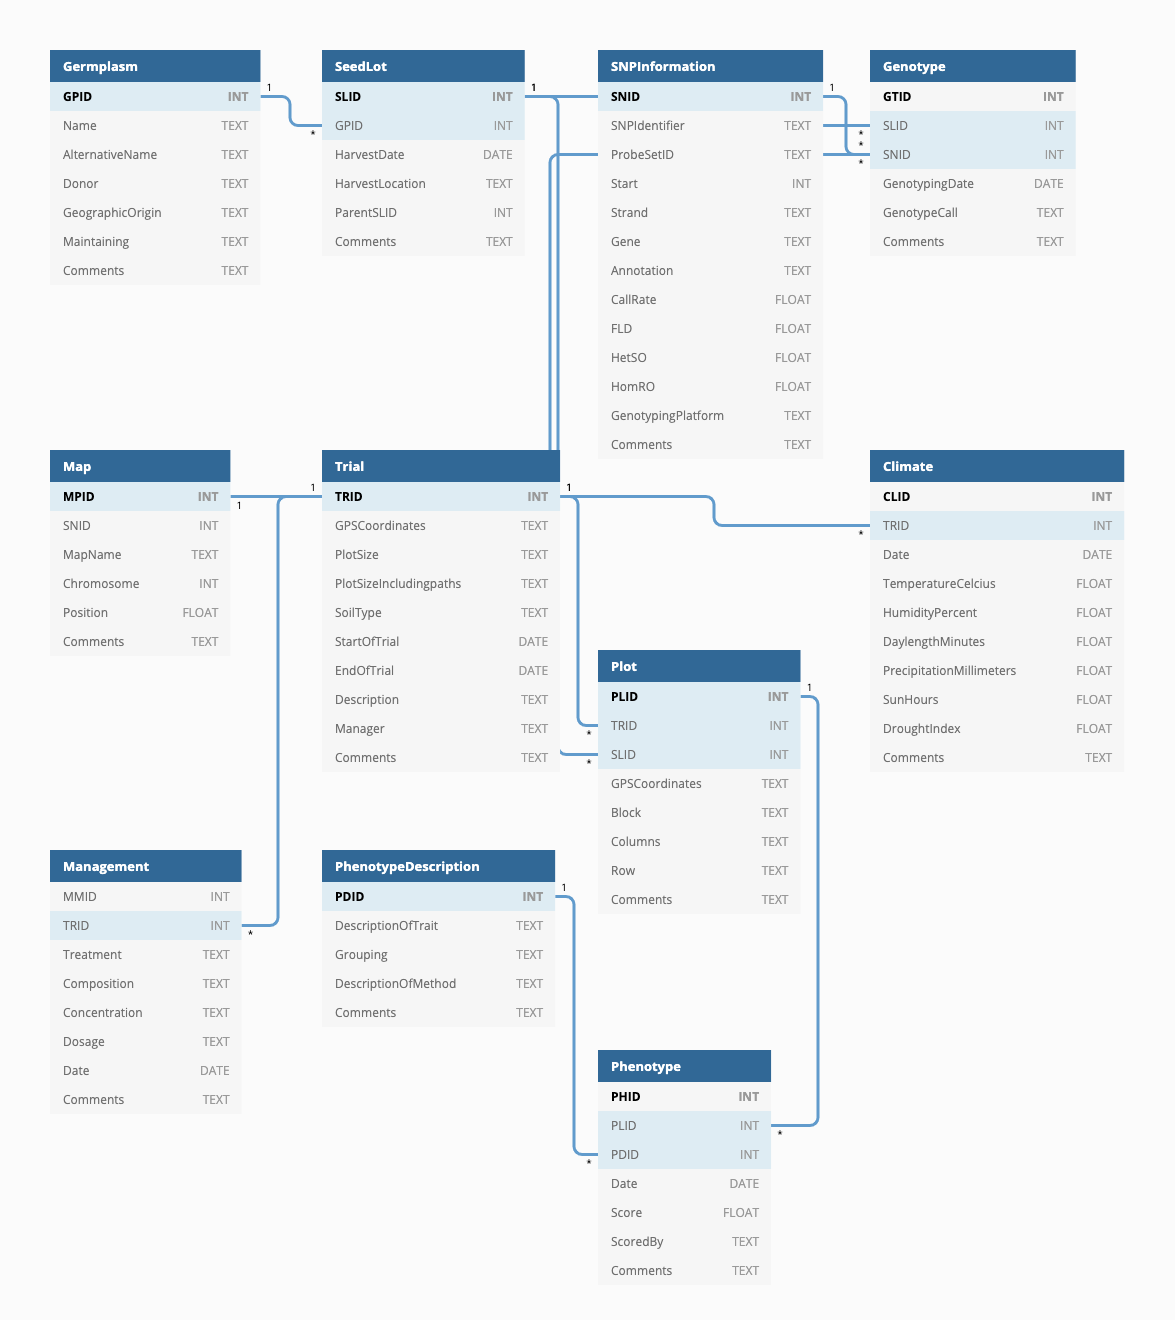 Germplasm
GPID INT
Name TEXT
AlternativeName TEXT
Donor TEXT
GeographicOrigin TEXT
Maintaining TEXT
Comments TEXT
1
*
SeedLot
SLID INT
GPID INT
HarvestDate DATE
HarvestLocation TEXT
ParentSLID INT
Comments TEXT
1
SNPInformation
SNID INT
SNPIdentifier TEXT
ProbeSetID TEXT
Start INT
Strand TEXT
Gene TEXT
Annotation TEXT
CallRate FLOAT
FLD FLOAT
HetSO FLOAT
HomRO FLOAT
GenotypingPlatform TEXT
Comments TEXT
1
*
*
*
Genotype
GTID INT
SLID INT
SNID INT
GenotypingDate DATE
GenotypeCall TEXT
Comments TEXT
Map
MPID INT
SNID INT
MapName TEXT
Chromosome INT
Position FLOAT
Comments TEXT
1
1
Trial
TRID INT
GPSCoordinates TEXT
PlotSize TEXT
PlotSizeIncludingpaths TEXT
SoilType TEXT
StartOfTrial DATE
EndOfTrial DATE
Description TEXT
Manager TEXT
Comments TEXT
1
*
Climate
CLID INT
TRID INT
Date DATE
TemperatureCelcius FLOAT
HumidityPercent FLOAT
DaylengthMinutes FLOAT
PrecipitationMillimeters FLOAT
SunHours FLOAT
DroughtIndex FLOAT
Comments TEXT
*
*
Plot
PLID INT
TRID INT
SLID INT
GPSCoordinates TEXT
Block TEXT
Columns TEXT
Row TEXT
Comments TEXT
1
Management
MMID INT
TRID INT
Treatment TEXT
Composition TEXT
Concentration TEXT
Dosage TEXT
Date DATE
Comments TEXT
*
PhenotypeDescription
PDID INT
DescriptionOfTrait TEXT
Grouping TEXT
DescriptionOfMethod TEXT
Comments TEXT
1
*
Phenotype
PHID INT
PLID INT
PDID INT
Date DATE
Score FLOAT
ScoredBy TEXT
Comments TEXT
*